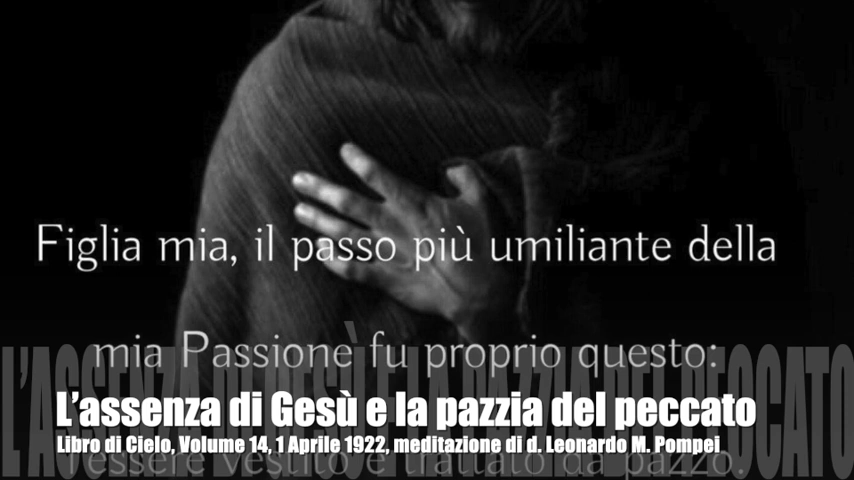 Figlia mia, il passo più umiliante della
mia Passione fu proprio questo:
L'ASSENZA DI GESÙ E LA PAZZIA DEL PECCATO
L'assenza di Gesù e la pazzia del peccato
Libro di Cielo, Volume 14, 1 Aprile 1922, meditazione di d. Leonardo M. Pompei
essere vestito e trattato da pazzo.